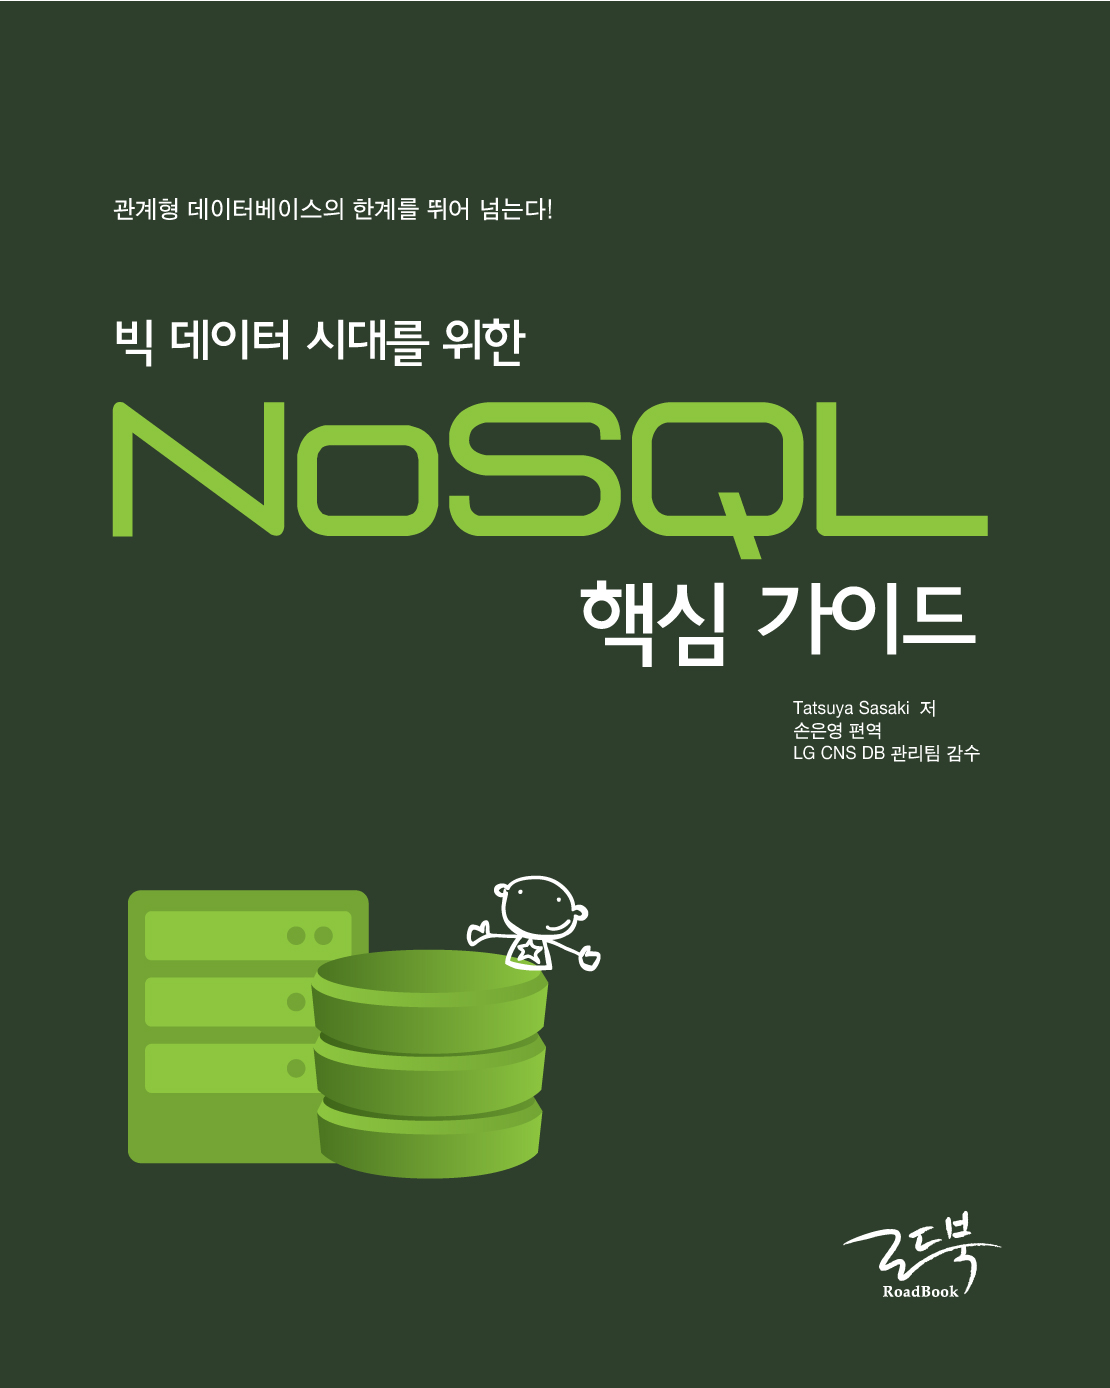 관계형 데이터베이스의 한계를 뛰어 넘는다!
빅 데이터 시대를 위한
NoSQL
핵심 가이드
Tatsuya Sasaki 저
손은영 편역
LG CNS DB 관리팀 감수
로드북
RoadBook